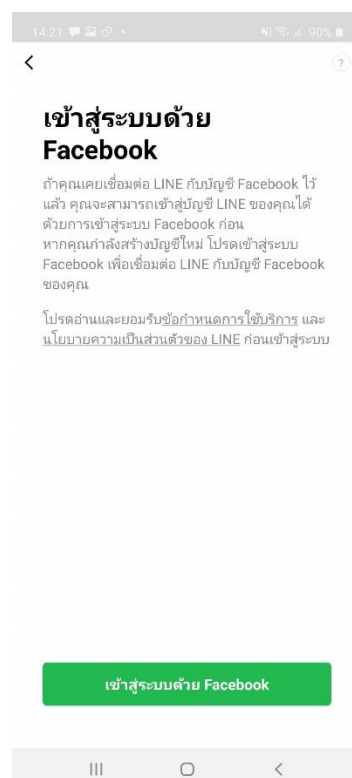 14:21
90%
?
เข้าสู่ระบบด้วย
Facebook
ถ้าคุณเคยเชื่อมต่อ LINE กับบัญชี Facebook ไว้
แล้ว คุณจะสามารถเข้าสู่บัญชี LINE ของคุณได้
ด้วยการเข้าสู่ระบบ Facebook ก่อน
หากคุณกำลังสร้างบัญชีใหม่ โปรดเข้าสู่ระบบ
Facebook เพื่อเชื่อมต่อ LINE กับบัญชี Facebook
ของคุณ
โปรดอ่านและยอมรับข้อกำหนดการใช้บริการ และ
นโยบายความเป็นส่วนตัวของ LINE ก่อนเข้าสู่ระบบ
เข้าสู่ระบบด้วย Facebook